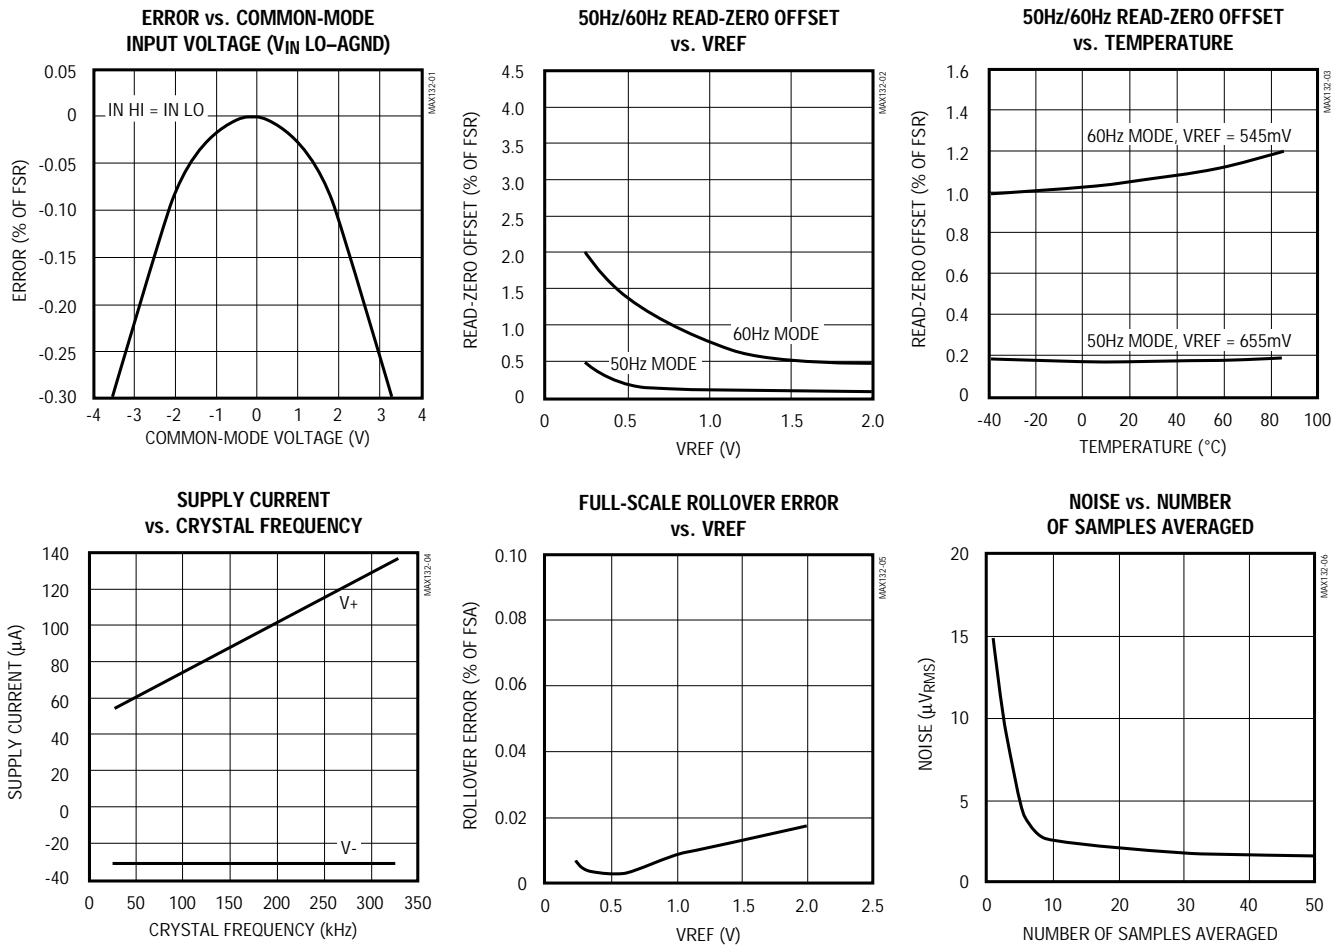 ERROR vs. COMMON-MODE
INPUT VOLTAGE (VIN LO–AGND)
MAX132-01
ERROR (% OF FSR)
0.05
0
-0.05
-0.10
-0.15
-0.20
-0.25
-0.30
IN HI = IN LO
-4 -3 -2 -1 0 1 2 3 4
COMMON-MODE VOLTAGE (V)
50Hz/60Hz READ-ZERO OFFSET
vs. VREF
MAX132-02
READ-ZERO OFFSET (% OF FSR)
4.5
4.0
3.5
3.0
2.5
2.0
1.5
1.0
0.5
0
60Hz MODE
50Hz MODE
0 0.5 1.0 1.5 2.0
VREF (V)
50Hz/60Hz READ-ZERO OFFSET
vs. TEMPERATURE
MAX132-03
READ-ZERO OFFSET (% OF FSR)
1.6
1.4
1.2
1.0
0.8
0.6
0.4
0.2
0
60Hz MODE, VREF = 545mV
50Hz MODE, VREF = 655mV
-40 -20 0 20 40 60 80 100
TEMPERATURE (°C)
SUPPLY CURRENT
vs. CRYSTAL FREQUENCY
MAX132-04
SUPPLY CURRENT (µA)
140
120
100
80
60
40
20
0
-20
-40
V+
V-
0 50 100 150 200 250 300 350
CRYSTAL FREQUENCY (kHz)
FULL-SCALE ROLLOVER ERROR
vs. VREF
MAX132-05
ROLLOVER ERROR (% OF FSA)
0.10
0.08
0.06
0.04
0.02
0
0 0.5 1.0 1.5 2.0 2.5
VREF (V)
NOISE vs. NUMBER
OF SAMPLES AVERAGED
MAX132-06
NOISE (µVRMS)
20
15
10
5
0
0 10 20 30 40 50
NUMBER OF SAMPLES AVERAGED